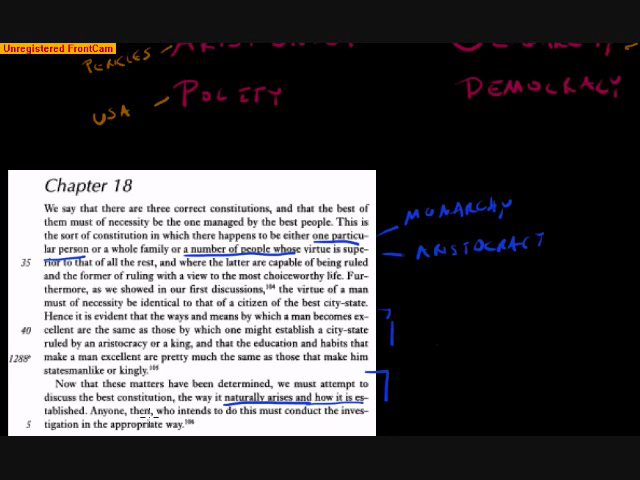 Unregistered FrontCam
PERICLES
POLITY
DEMOCRACY
USA
Chapter 18
We say that there are three correct constitutions, and that the best of
them must of necessity be the one managed by the best people. This is
the sort of constitution in which there happens to be either one particu-
lar person or a whole family or a number of people whose virtue is supe-
35 rior to that of all the rest, and where the latter are capable of being ruled
and the former of ruling with a view to the most choiceworthy life. Fur-
thermore, as we showed in our first discussions,104 the virtue of a man
must of necessity be identical to that of a citizen of the best city-state.
Hence it is evident that the ways and means by which a man becomes ex-
40 cellent are the same as those by which one might establish a city-state
ruled by an aristocracy or a king, and that the education and habits that
1288b make a man excellent are pretty much the same as those that make him
statesmanlike or kingly.105
Now that these matters have been determined, we must attempt to
discuss the best constitution, the way it naturally arises and how it is es-
tablished. Anyone, then, who intends to do this must conduct the inves-
5 tigation in the appropriate way.106
MONARCHY
ARISTOCRACY